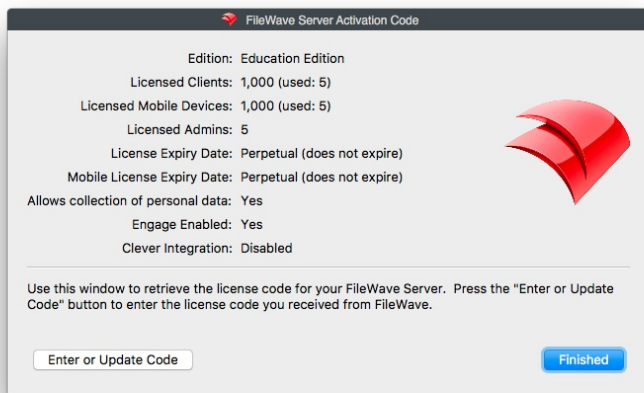 FileWave Server Activation Code
Edition: Education Edition
Licensed Clients: 1,000 (used: 5)
Licensed Mobile Devices: 1,000 (used: 5)
Licensed Admins: 5
License Expiry Date: Perpetual (does not expire)
Mobile License Expiry Date: Perpetual (does not expire)
Allows collection of personal data: Yes
Engage Enabled: Yes
Clever Integration: Disabled
Use this window to retrieve the license code for your FileWave Server. Press the "Enter or Update
Code" button to enter the license code you received from FileWave.
Enter or Update Code
Finished